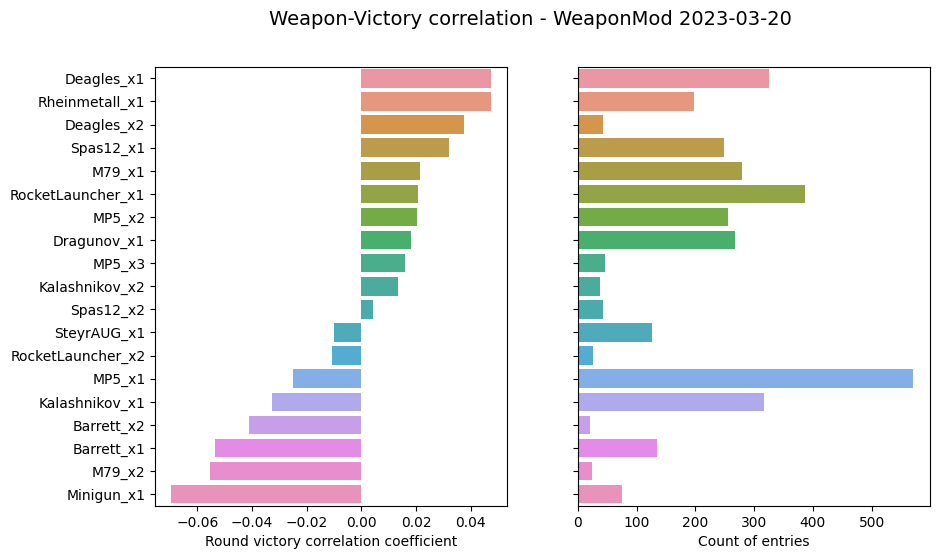 Weapon-Victory correlation - WeaponMod 2023-03-20
Deagles_x1
Rheinmetall_x1
Deagles_x2
Spas12_x1
M79_x1
RocketLauncher_x1
MP5_x2
Dragunov_x1
MP5_x3
Kalashnikov_x2
Spas12_x2
SteyrAUG_x1
RocketLauncher_x2
MP5_x1
Kalashnikov_x1
Barrett_x2
Barrett_x1
M79_x2
Minigun_x1
−0.06 −0.04 −0.02 0.00 0.02 0.04
Round victory correlation coefficient
0 100 200 300 400 500
Count of entries